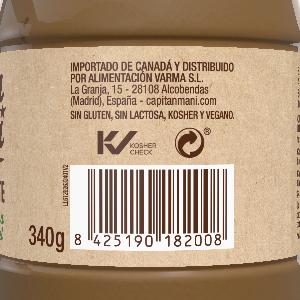 IMPORTADO DE CANADÁ Y DISTRIBUIDO
POR ALIMENTACIÓN VARMA S.L.
La Granja, 15 - 28108 Alcobendas
(Madrid), España - capitanmani.com
SIN GLUTEN, SIN LACTOSA, KOSHER Y VEGANO.
KV KOSHER
CHECK
340g
8 425190 182008